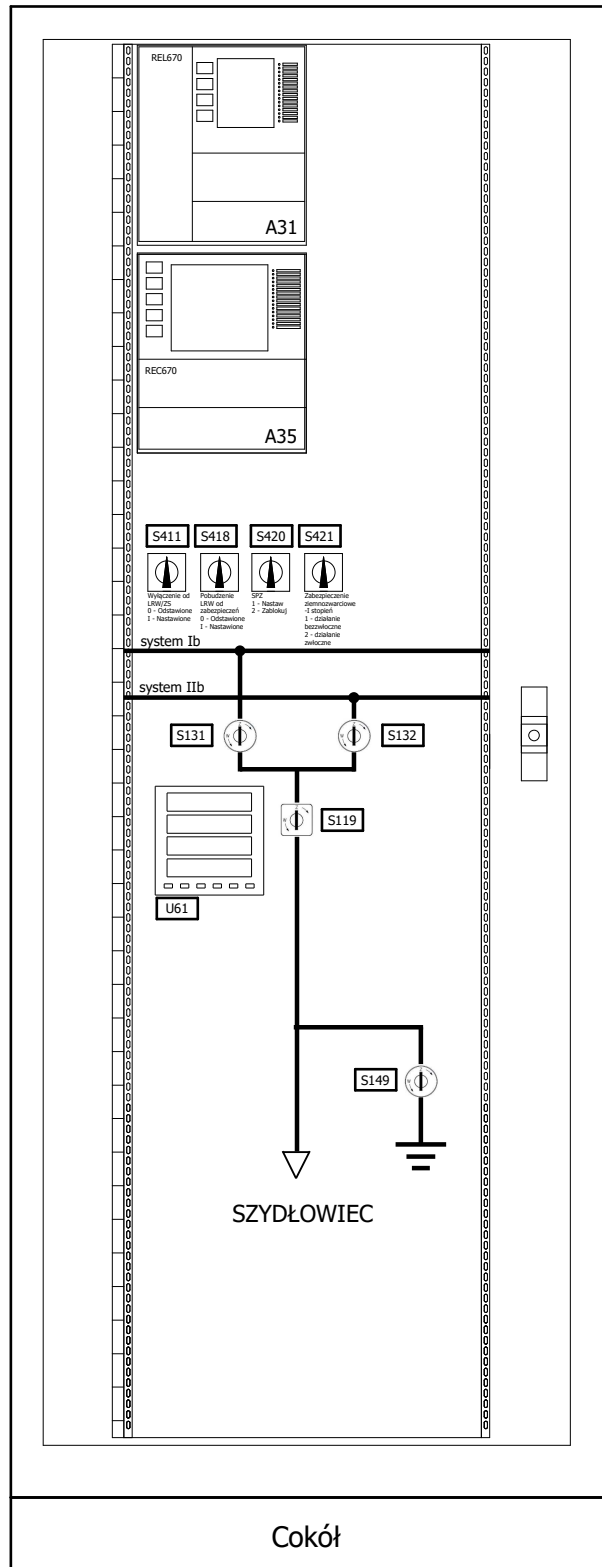 REL670
A31
REC670
A35
S411
S418
S420
S421
Wyłączenie od
LRW/ZS
0 - Odstawione
I - Nastawione
Pobudzenie
LRW od
zabezpieczeń
0 - Odstawione
I - Nastawione
SPZ
1 - Nastaw
2 - Zablokuj
Zabezpieczenie
ziemnozwarciowe
-I stopień
1 - działanie
bezzwłoczne
2 - działanie
zwłoczne
system Ib
system IIb
S131
S132
S119
U61
S149
SZYDŁOWIEC
Cokół